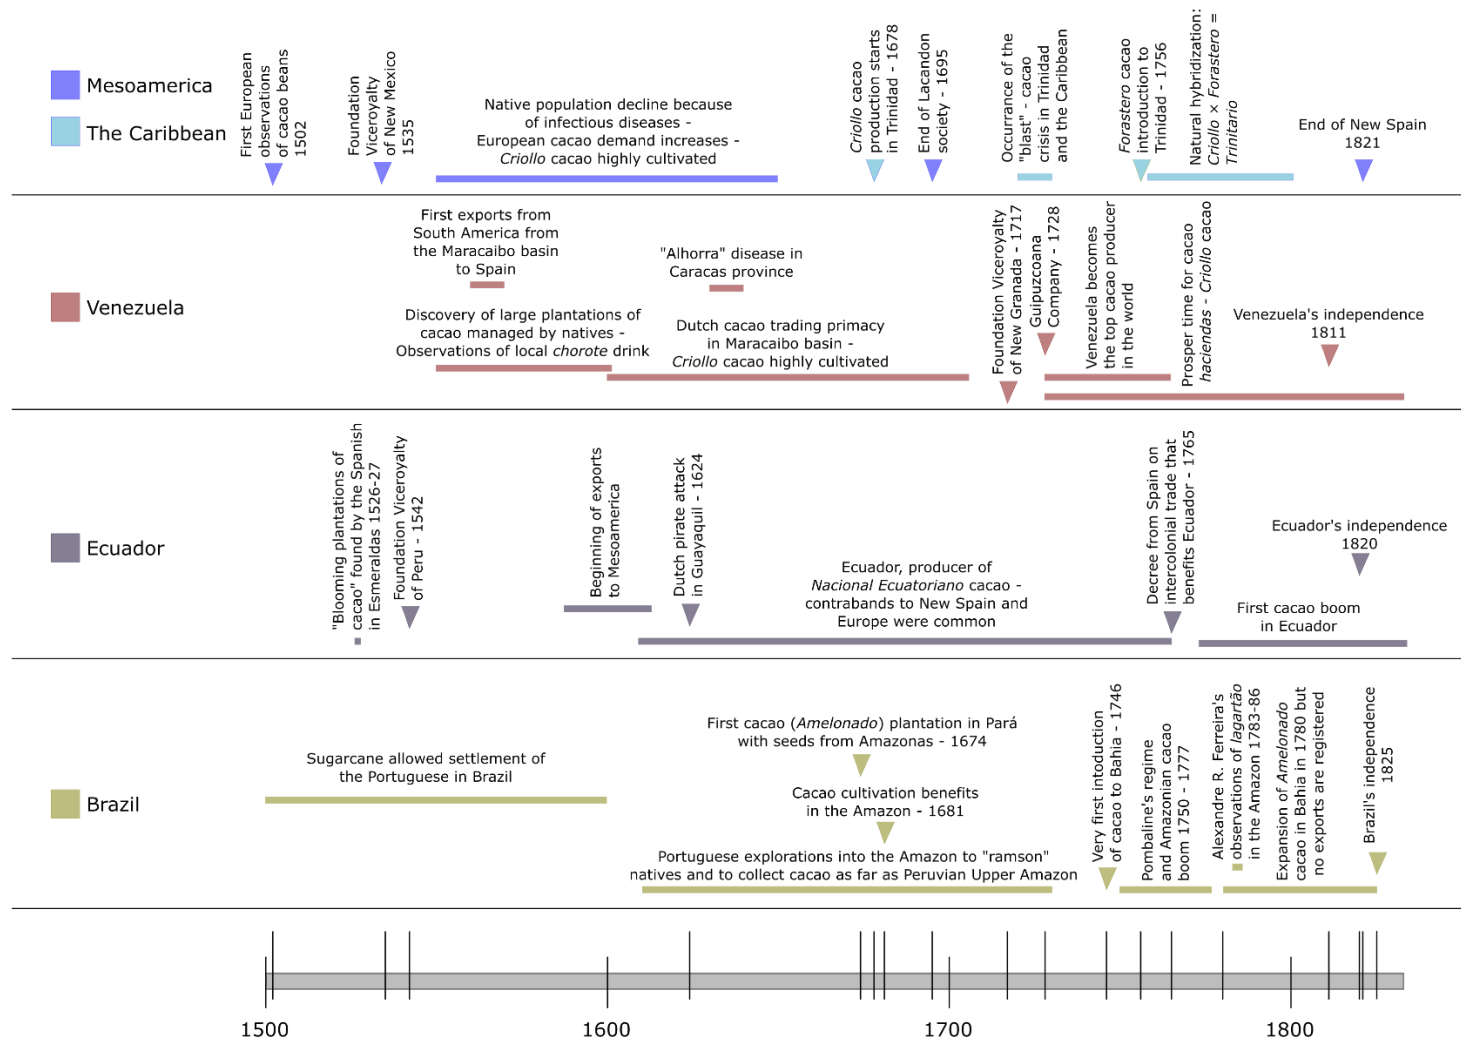 Mesoamerica
The Caribbean
First European
observations
of cacao beans
1502
Foundation
Viceroyalty
of New Mexico
1535
Native population decline because
of infectious diseases -
European cacao demand increases -
Criollo cacao highly cultivated
Criollo cacao
production starts
in Trinidad - 1678
End of Lacandon
society - 1695
Occurrance of the
"blast" - cacao
crisis in Trinidad
and the Caribbean
Forastero cacao
introduction to
Trinidad - 1756
Natural hybridization:
Criollo × Forastero =
Trinitario
End of New Spain
1821
Venezuela
First exports from
South America from
the Maracaibo basin
to Spain
Discovery of large plantations of
cacao managed by natives -
Observations of local chorote drink
"Alhorra" disease in
Caracas province
Dutch cacao trading primacy
in Maracaibo basin -
Criollo cacao highly cultivated
Foundation Viceroyalty
of New Granada - 1717
Guipuzcoana
Company - 1728
Venezuela becomes
the top cacao producer
in the world
Prosper time for cacao
haciendas - Criollo cacao
Venezuela's independence
1811
Ecuador
"Blooming plantations of
cacao" found by the Spanish
in Esmeraldas 1526-27
Foundation Viceroyalty
of Peru - 1542
Beginning of exports
to Mesoamerica
Dutch pirate attack
in Guayaquil - 1624
Ecuador, producer of
Nacional Ecuatoriano cacao -
contrabands to New Spain and
Europe were common
Decree from Spain on
intercolonial trade that
benefits Ecuador - 1765
Ecuador's independence
1820
First cacao boom
in Ecuador
Brazil
Sugarcane allowed settlement of
the Portuguese in Brazil
First cacao (Amelonado) plantation in Pará
with seeds from Amazonas - 1674
Cacao cultivation benefits
in the Amazon - 1681
Portuguese explorations into the Amazon to "ramson"
natives and to collect cacao as far as Peruvian Upper Amazon
Very first intoduction
of cacao to Bahia - 1746
Pombaline's regime
and Amazonian cacao
boom 1750 - 1777
Alexandre R. Ferreira's
observations of lagartão
in the Amazon 1783-86
Expansion of Amelonado
cacao in Bahia in 1780 but
no exports are registered
Brazil's independence
1825
1500
1600
1700
1800